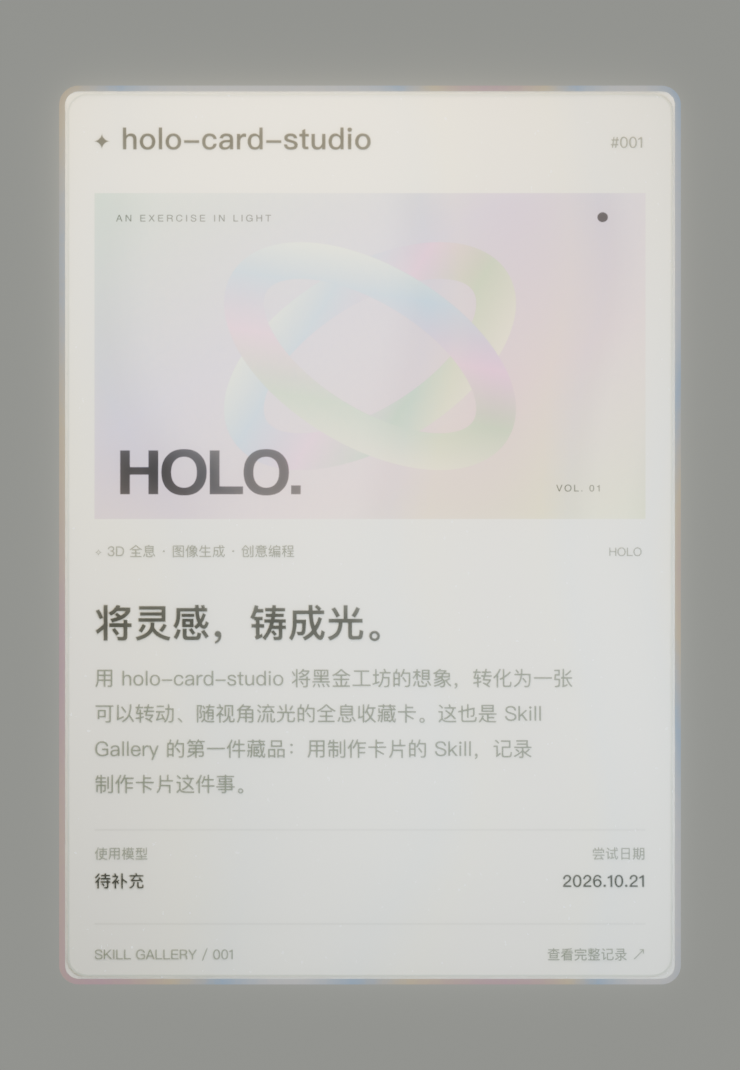 ✦ holo-card-studio
#001
AN EXERCISE IN LIGHT
HOLO.
VOL. 01
✧ 3D 全息 · 图像生成 · 创意编程
HOLO
将灵感，铸成光。
用 holo-card-studio 将黑金工坊的想象，转化为一张
可以转动、随视角流光的全息收藏卡。这也是 Skill
Gallery 的第一件藏品：用制作卡片的 Skill，记录
制作卡片这件事。
使用模型
尝试日期
待补充
2026.10.21
SKILL GALLERY / 001
查看完整记录 ↗